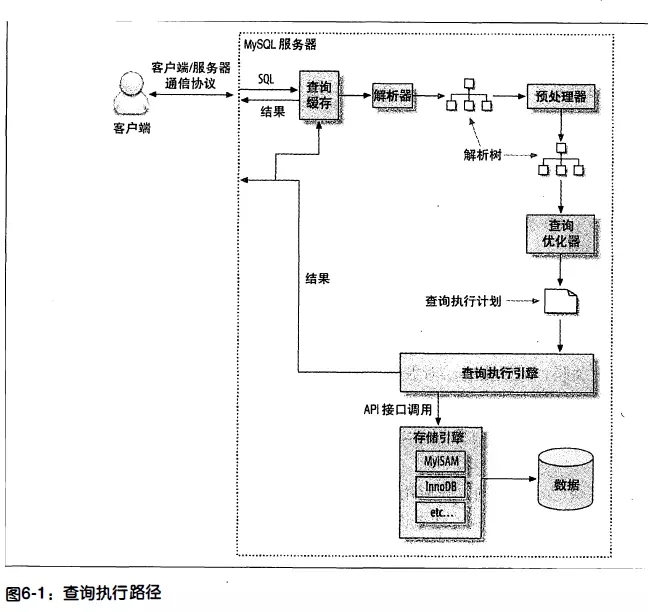 MySQL 服务器
客户端/服务器
通信协议
客户端
SQL
结果
查询
缓存
解析器
预处理器
解析树
查询
优化器
查询执行计划
结果
查询执行引擎
API 接口调用
存储引擎
MyISAM
InnoDB
etc...
数据
图6-1：查询执行路径